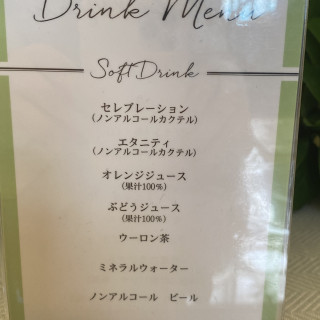 Drink Menu
Soft Drink
セレブレーション
(ノンアルコールカクテル)
エタニティ
(ノンアルコールカクテル)
オレンジジュース
(果汁100%)
ぶどうジュース
(果汁100%)
ウーロン茶
ミネラルウォーター
ノンアルコール ビール